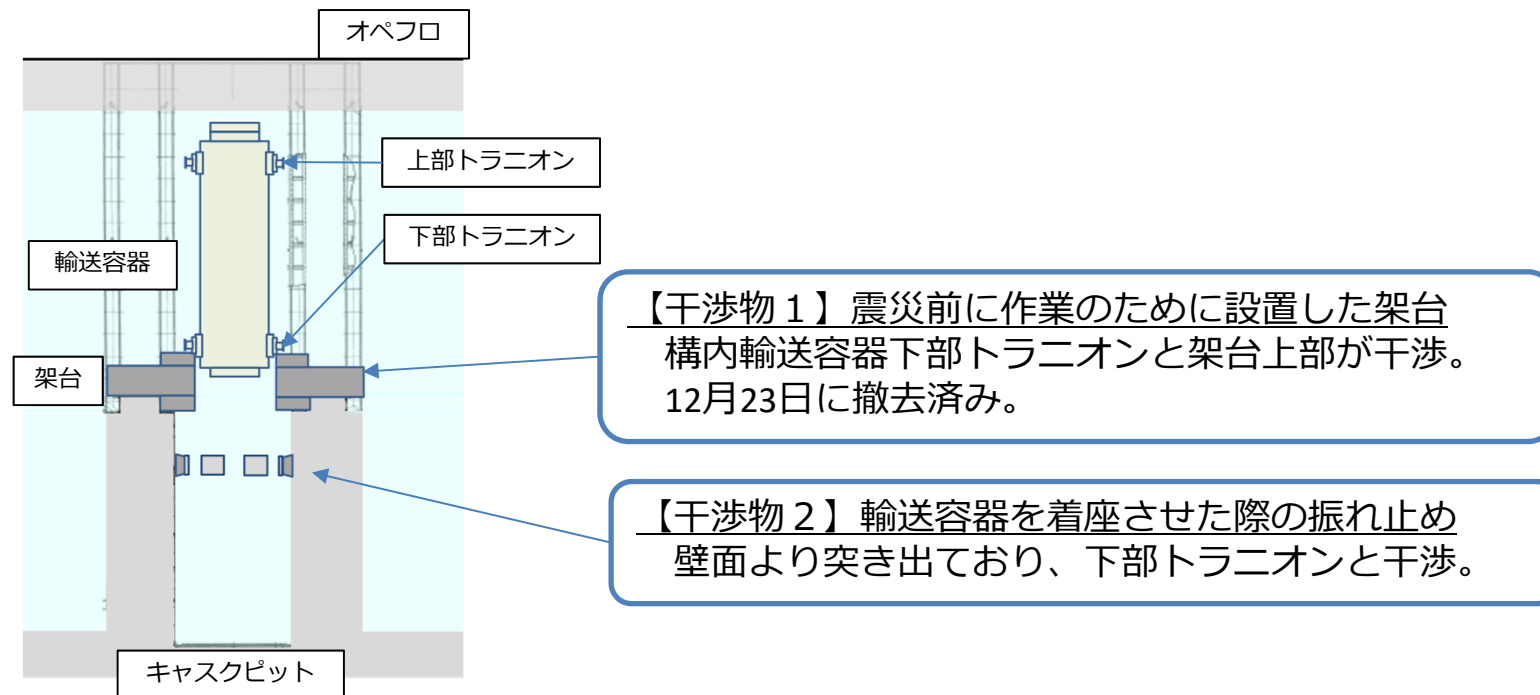 オペフロ
上部トラニオン
下部トラニオン
輸送容器
架台
【干渉物１】震災前に作業のために設置した架台
構内輸送容器下部トラニオンと架台上部が干渉。
12月23日に撤去済み。
【干渉物２】輸送容器を着座させた際の振れ止め
壁面より突き出ており、下部トラニオンと干渉。
キャスクピット